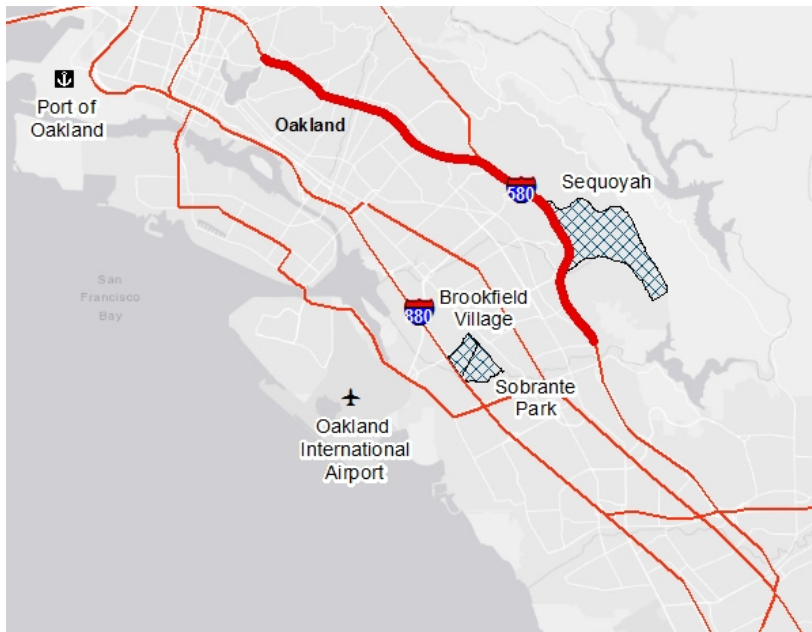 Port of
Oakland
Oakland
580
Sequoyah
San
Francisco
Bay
Brookfield
Village
880
Sobrante
Park
Oakland
International
Airport